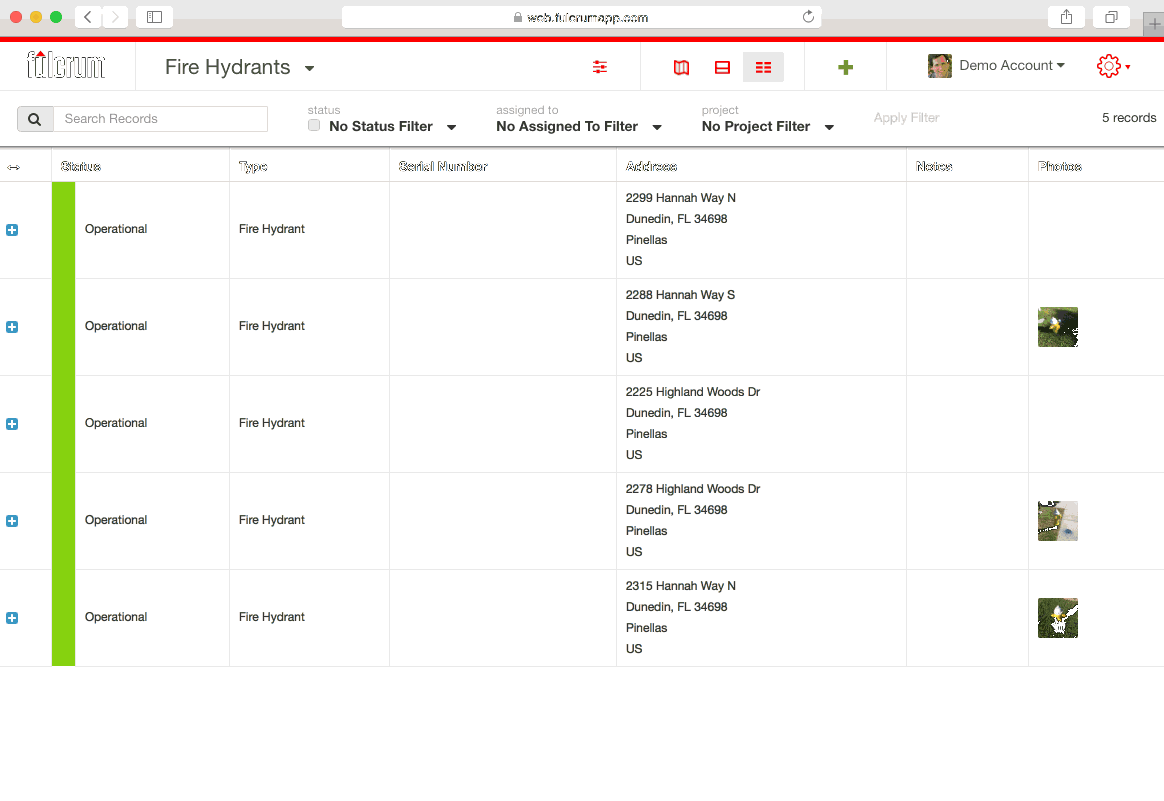 web.fulcrumapp.com
fulcrum
Fire Hydrants
Demo Account
Search Records
status
No Status Filter
assigned to
No Assigned To Filter
project
No Project Filter
Apply Filter
5 records
Status Type Serial Number Address Notes Photos
Operational Fire Hydrant
2299 Hannah Way N
Dunedin, FL 34698
Pinellas
US
Operational Fire Hydrant
2288 Hannah Way S
Dunedin, FL 34698
Pinellas
US
Operational Fire Hydrant
2225 Highland Woods Dr
Dunedin, FL 34698
Pinellas
US
Operational Fire Hydrant
2278 Highland Woods Dr
Dunedin, FL 34698
Pinellas
US
Operational Fire Hydrant
2315 Hannah Way N
Dunedin, FL 34698
Pinellas
US